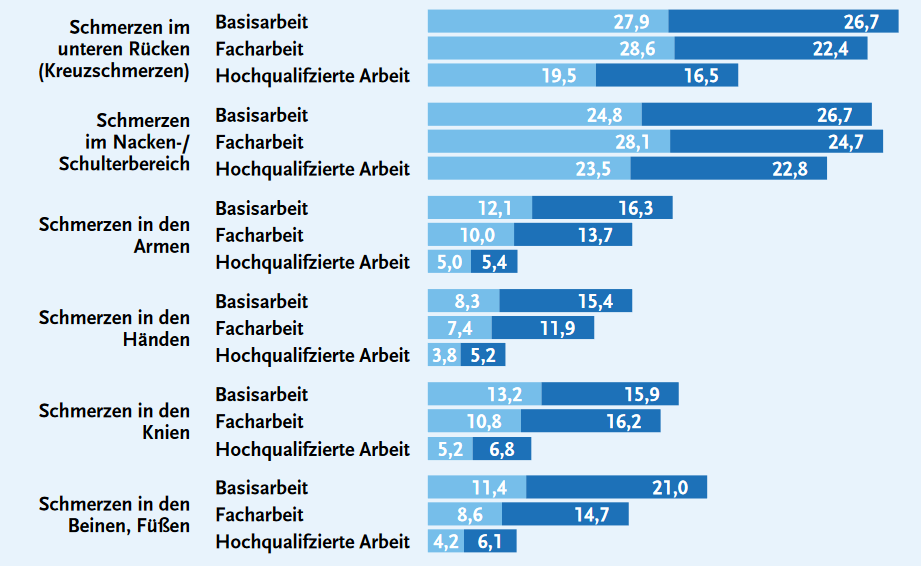 Schmerzen im
unteren Rücken
(Kreuzschmerzen)
Basisarbeit 27,9 26,7
Facharbeit 28,6 22,4
Hochqualifzierte Arbeit 19,5 16,5
Schmerzen
im Nacken-/
Schulterbereich
Basisarbeit 24,8 26,7
Facharbeit 28,1 24,7
Hochqualifzierte Arbeit 23,5 22,8
Schmerzen in den
Armen
Basisarbeit 12,1 16,3
Facharbeit 10,0 13,7
Hochqualifzierte Arbeit 5,0 5,4
Schmerzen in den
Händen
Basisarbeit 8,3 15,4
Facharbeit 7,4 11,9
Hochqualifzierte Arbeit 3,8 5,2
Schmerzen in den
Knien
Basisarbeit 13,2 15,9
Facharbeit 10,8 16,2
Hochqualifzierte Arbeit 5,2 6,8
Schmerzen in den
Beinen, Füßen
Basisarbeit 11,4 21,0
Facharbeit 8,6 14,7
Hochqualifzierte Arbeit 4,2 6,1